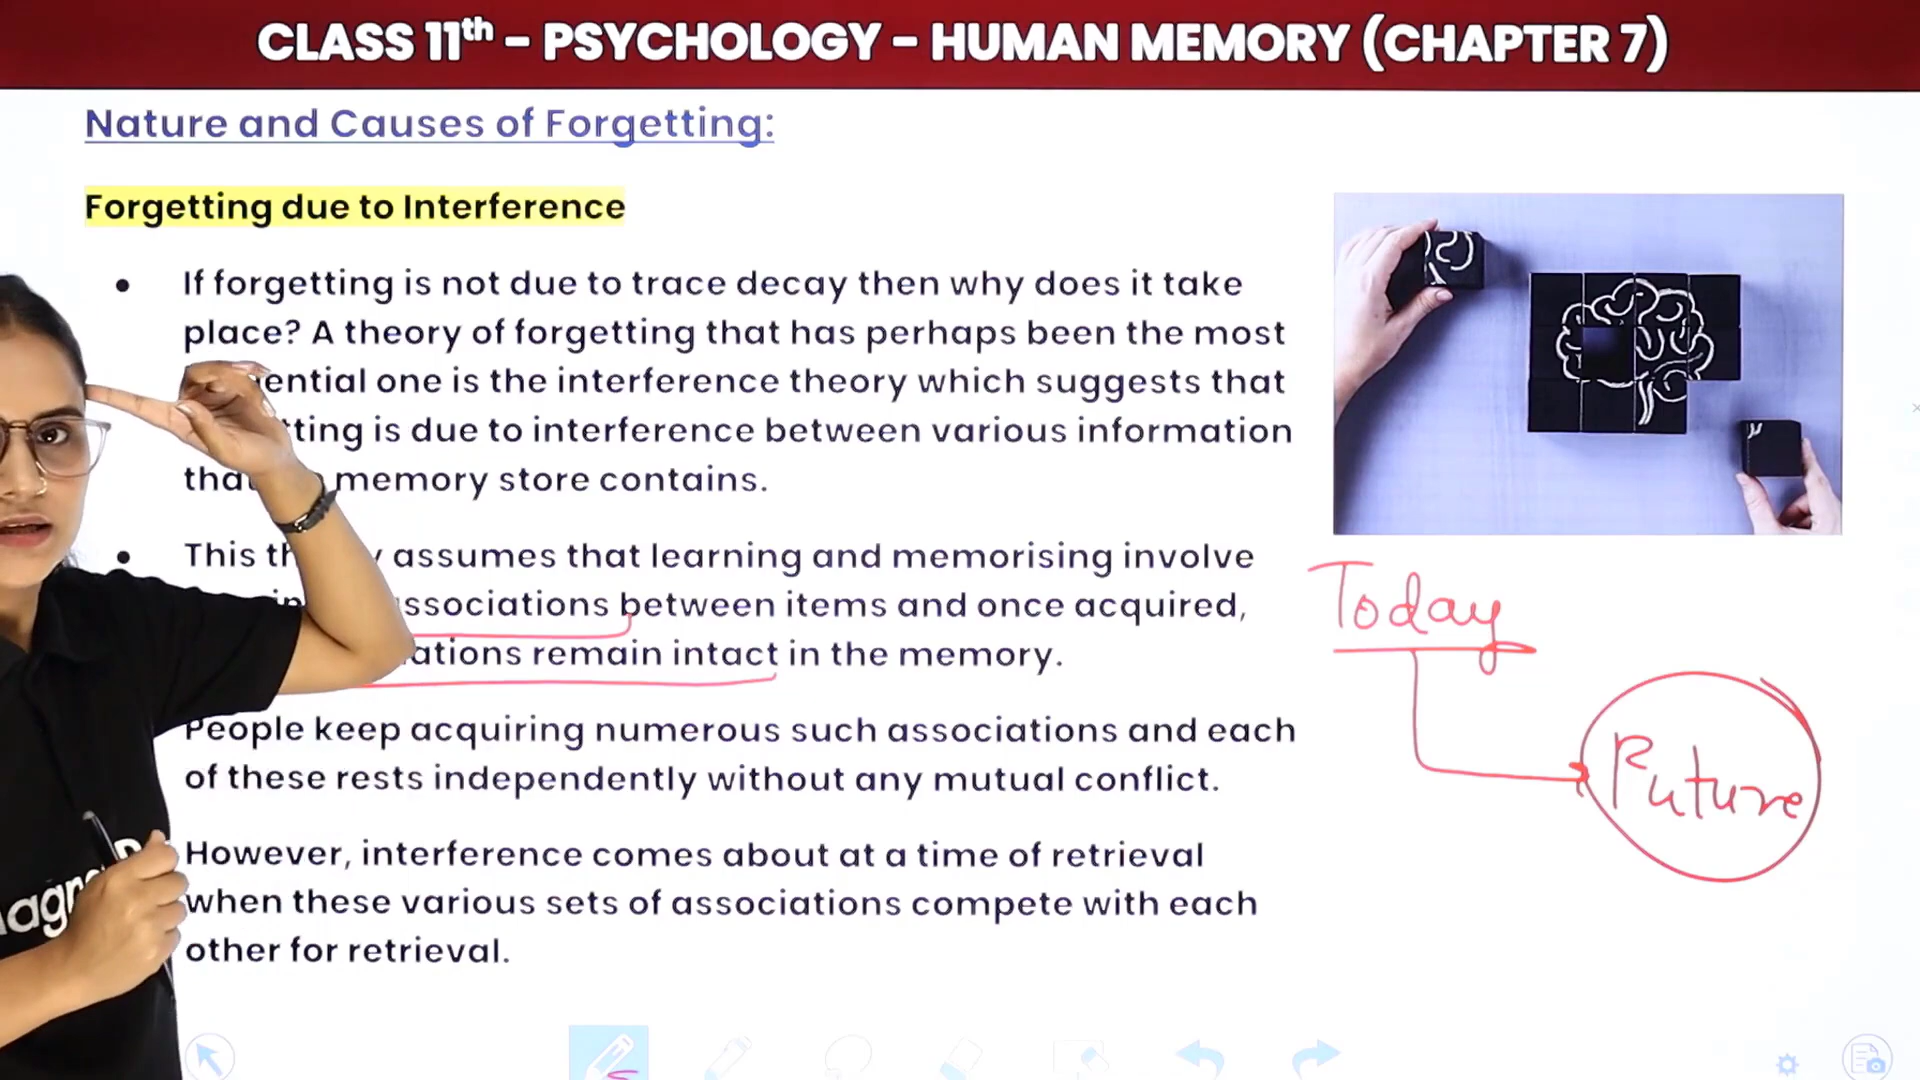 CLASS 11th - PSYCHOLOGY - HUMAN MEMORY (CHAPTER 7)
Nature and Causes of Forgetting:
Forgetting due to Interference
• If forgetting is not due to trace decay then why does it take
place? A theory of forgetting that has perhaps been the most
ential one is the interference theory which suggests that
ting is due to interference between various information
memory store contains.
• This assumes that learning and memorising involve
ssociations between items and once acquired,
ations remain intact in the memory.
People keep acquiring numerous such associations and each
of these rests independently without any mutual conflict.
However, interference comes about at a time of retrieval
when these various sets of associations compete with each
other for retrieval.
Today
Future